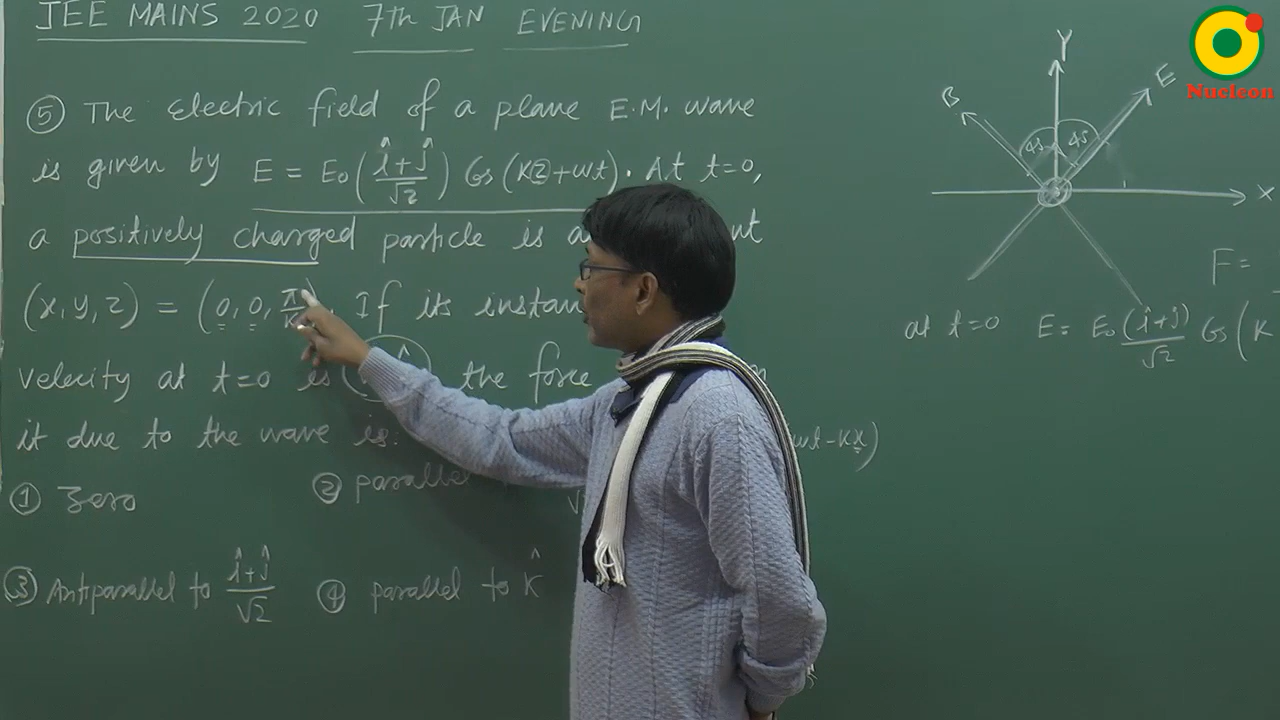 JEE MAINS 2020 7th JAN EVENING
Nucleon
⑤ The Electric field of a plane E.M. wave
is given by E = E₀(î+ĵ/√2) Cos(Kz+ωt). At t=0,
a positively charged particle is a
(x, y, z) = (0, 0, π/K). If its instan
velocity at t=0 is the force
it due to the wave is:
① Zero ② parallel
③ Antiparallel to î+ĵ/√2 ④ parallel to K̂
Y
B E
45 45
X
F =
at t=0 E = E₀(î+ĵ)/√2 Cos(K
ωt-Kx)